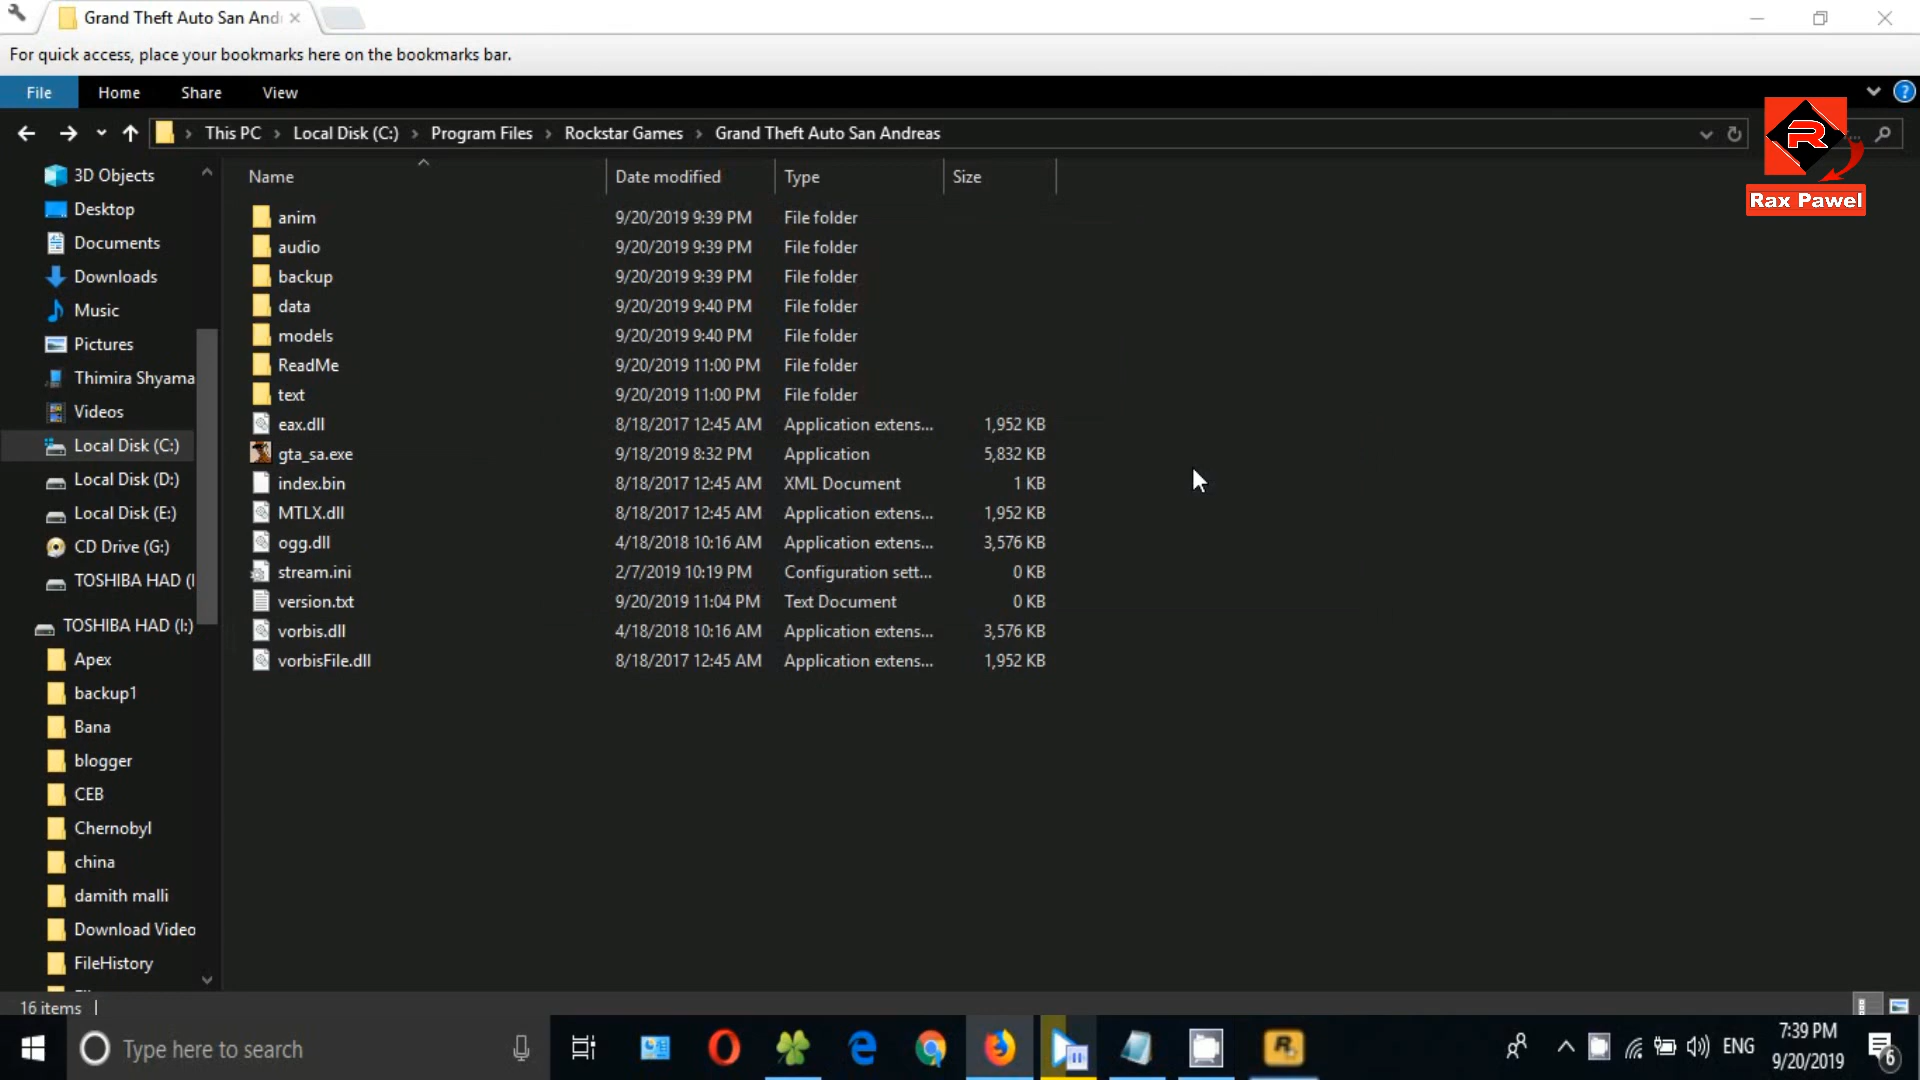 Grand Theft Auto San And
For quick access, place your bookmarks here on the bookmarks bar.
File Home Share View
This PC > Local Disk (C:) > Program Files > Rockstar Games > Grand Theft Auto San Andreas
Rax Pawel
Name Date modified Type Size
3D Objects
Desktop
Documents
Downloads
Music
Pictures
Thimira Shyama
Videos
Local Disk (C:)
Local Disk (D:)
Local Disk (E:)
CD Drive (G:)
TOSHIBA HAD (I
TOSHIBA HAD (I:)
Apex
backup1
Bana
blogger
CEB
Chernobyl
china
damith malli
Download Video
FileHistory
anim 9/20/2019 9:39 PM File folder
audio 9/20/2019 9:39 PM File folder
backup 9/20/2019 9:39 PM File folder
data 9/20/2019 9:40 PM File folder
models 9/20/2019 9:40 PM File folder
ReadMe 9/20/2019 11:00 PM File folder
text 9/20/2019 11:00 PM File folder
eax.dll 8/18/2017 12:45 AM Application extens... 1,952 KB
gta_sa.exe 9/18/2019 8:32 PM Application 5,832 KB
index.bin 8/18/2017 12:45 AM XML Document 1 KB
MTLX.dll 8/18/2017 12:45 AM Application extens... 1,952 KB
ogg.dll 4/18/2018 10:16 AM Application extens... 3,576 KB
stream.ini 2/7/2019 10:19 PM Configuration sett... 0 KB
version.txt 9/20/2019 11:04 PM Text Document 0 KB
vorbis.dll 4/18/2018 10:16 AM Application extens... 3,576 KB
vorbisFile.dll 8/18/2017 12:45 AM Application extens... 1,952 KB
16 items
Type here to search
ENG
7:39 PM
9/20/2019
6